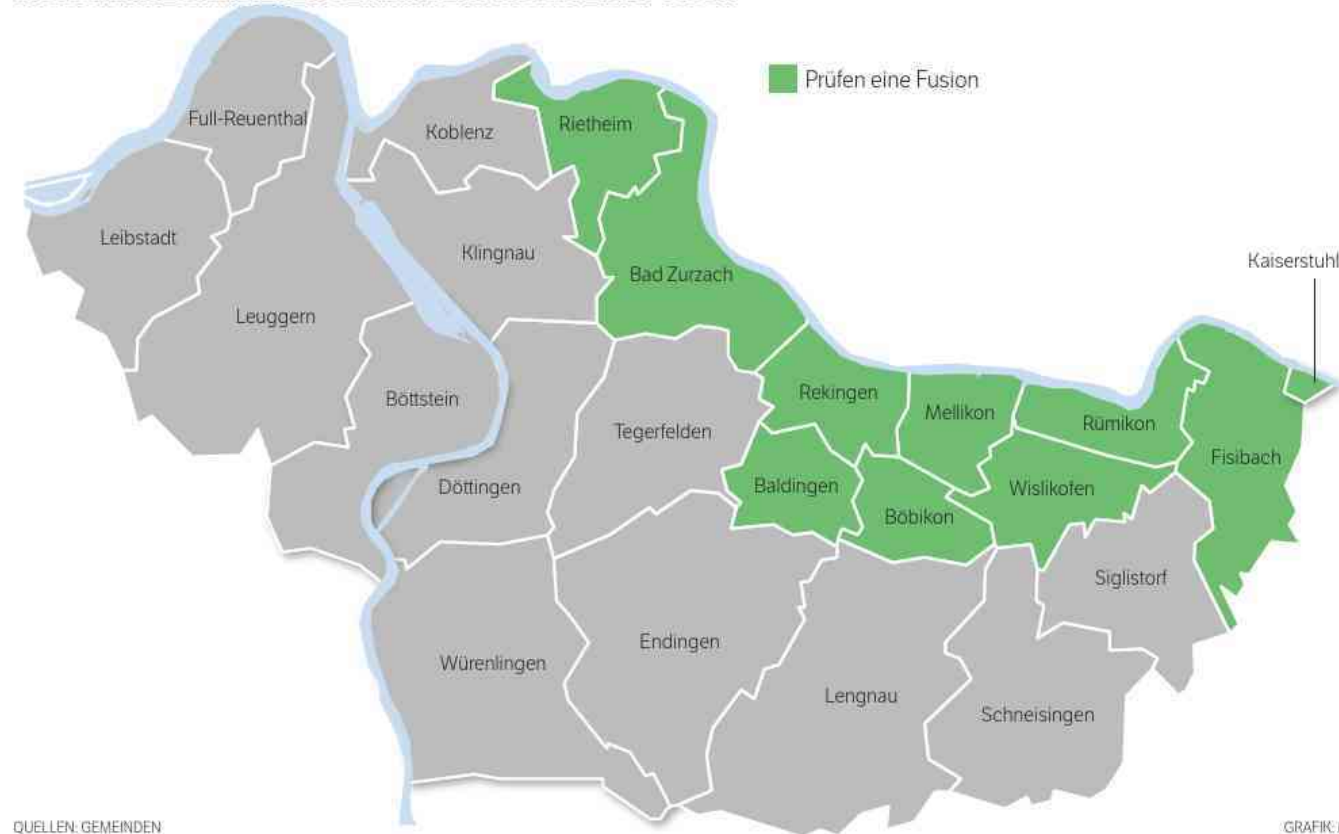 Prüfen eine Fusion
Full-Reuenthal
Koblenz
Rietheim
Leibstadt
Klingnau
Bad Zurzach
Kaiserstuhl
Leuggern
Böttstein
Rekingen
Mellikon
Rümikon
Tegerfelden
Fisibach
Döttingen
Baldingen
Wislikofen
Böbikon
Siglistorf
Endingen
Würenlingen
Lengnau
Schneisingen
QUELLEN: GEMEINDEN
GRAFIK: